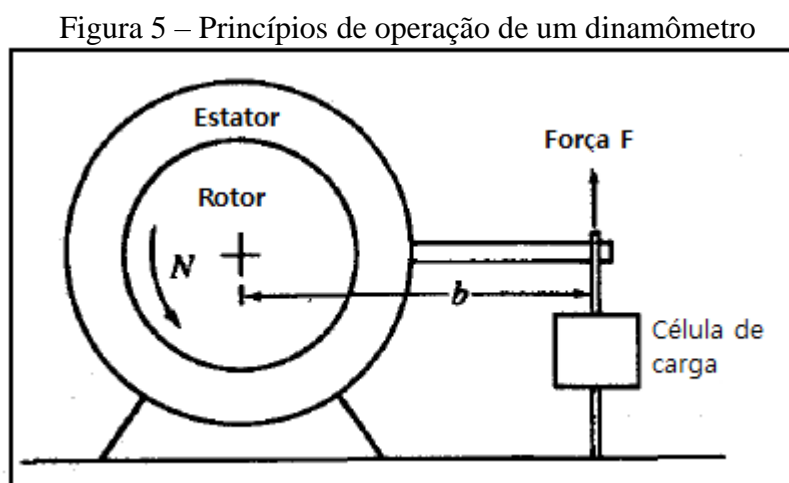 Figura 5 – Princípios de operação de um dinamômetro
Estator
Força F
Rotor
N
b
Célula de
carga